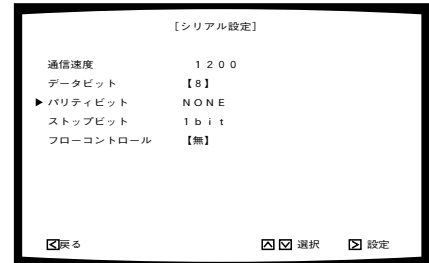 [シリアル設定]
通信速度 1200
データビット 【8】
▶ パリティビット NONE
ストップビット 1bit
フローコントロール 【無】
戻る 選択 設定